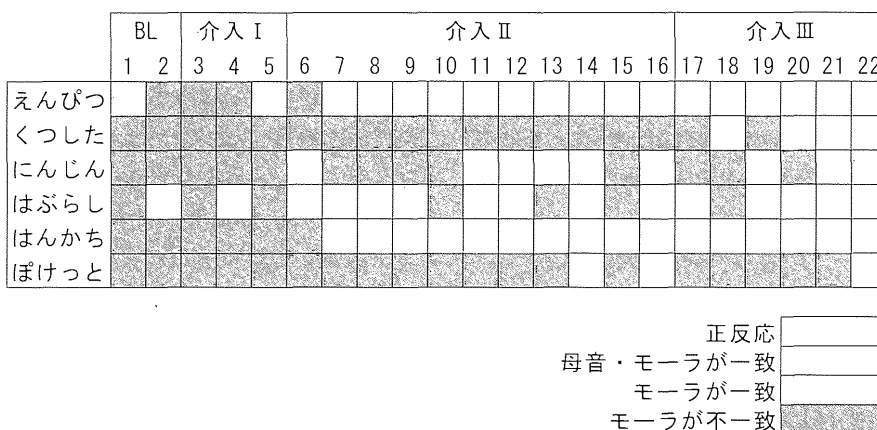 BL 介入Ⅰ 介入Ⅱ 介入Ⅲ
1 2 3 4 5 6 7 8 9 10 11 12 13 14 15 16 17 18 19 20 21 22
えんぴつ
くつした
にんじん
はぶらし
はんかち
ぽけっと
正反応
母音・モーラが一致
モーラが一致
モーラが不一致